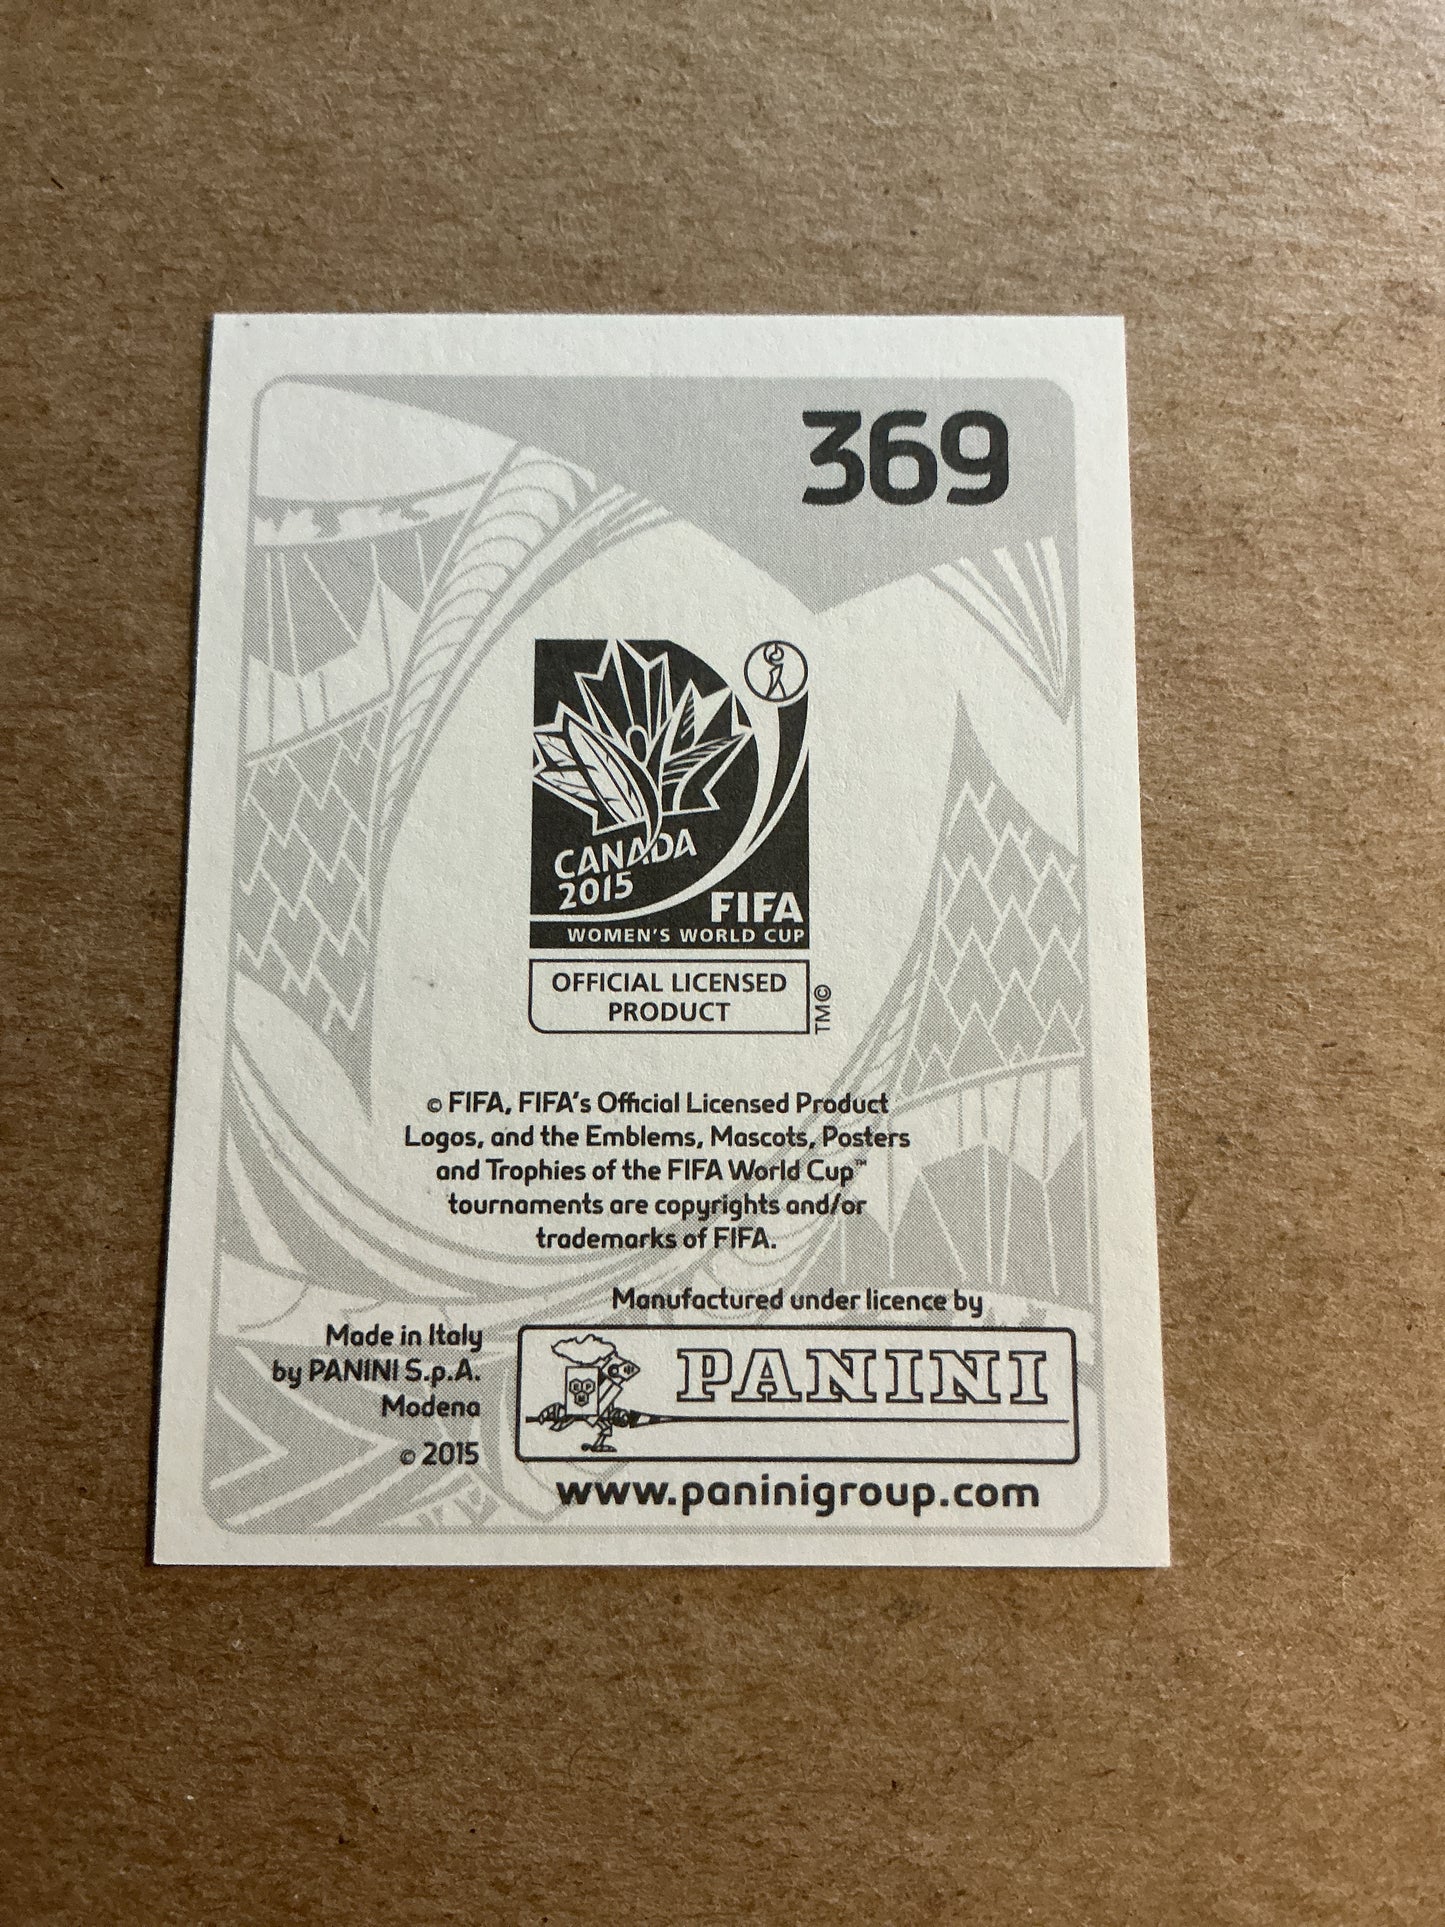 369
CANADA
2015
FIFA
WOMEN'S WORLD CUP
OFFICIAL LICENSED
PRODUCT
TM©
© FIFA, FIFA's Official Licensed Product
Logos, and the Emblems, Mascots, Posters
and Trophies of the FIFA World Cup™
tournaments are copyrights and/or
trademarks of FIFA.
Manufactured under licence by
Made in Italy
by PANINI S.p.A.
Modena
© 2015
PANINI
www.paninigroup.com